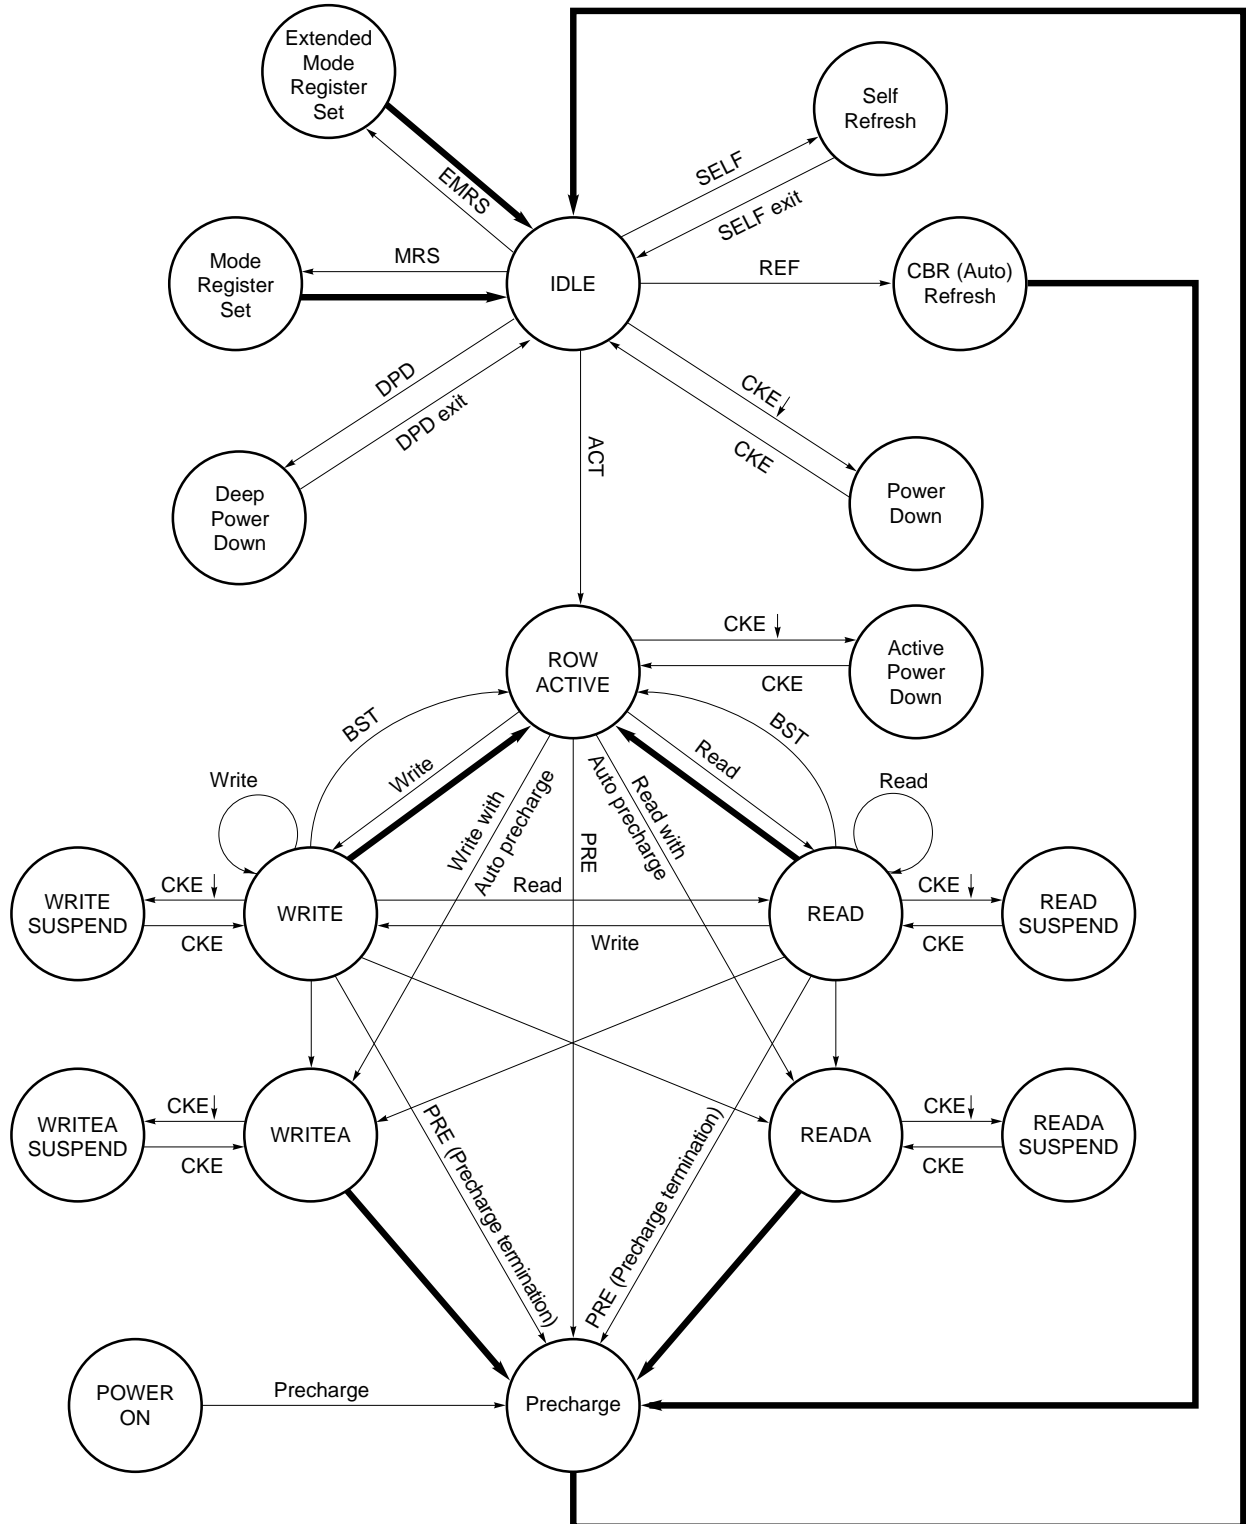 Extended
Mode
Register
Set
Self
Refresh
EMRS
SELF
SELF exit
Mode
Register
Set
MRS
IDLE
REF
CBR (Auto)
Refresh
DPD
DPD exit
CKE
CKE
ACT
Deep
Power
Down
Power
Down
ROW
ACTIVE
CKE
CKE
Active
Power
Down
BST
Write
Write
Write with
Auto precharge
PRE
Read with
Auto precharge
Read
BST
Read
WRITE
SUSPEND
CKE
CKE
WRITE
Read
Write
READ
CKE
CKE
READ
SUSPEND
WRITEA
SUSPEND
CKE
CKE
WRITEA
PRE (Precharge termination)
PRE (Precharge termination)
READA
CKE
CKE
READA
SUSPEND
POWER
ON
Precharge
Precharge